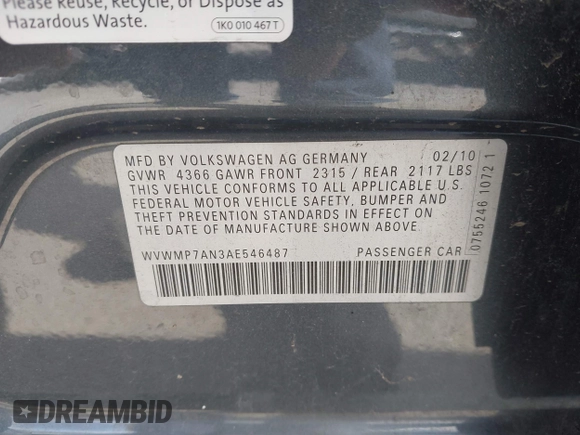 Please Reuse, Recycle, or Dispose as
Hazardous Waste.
1K0 010 467 T
MFD BY VOLKSWAGEN AG GERMANY 02/10
GVWR 4366 GAWR FRONT 2315 / REAR 2117 LBS
THIS VEHICLE CONFORMS TO ALL APPLICABLE U.S.
FEDERAL MOTOR VEHICLE SAFETY, BUMPER AND
THEFT PREVENTION STANDARDS IN EFFECT ON
THE DATE OF MANUFACTURE SHOWN ABOVE.
WVWMP7AN3AE546487 PASSENGER CAR
0755246 1072 1
DREAMBID